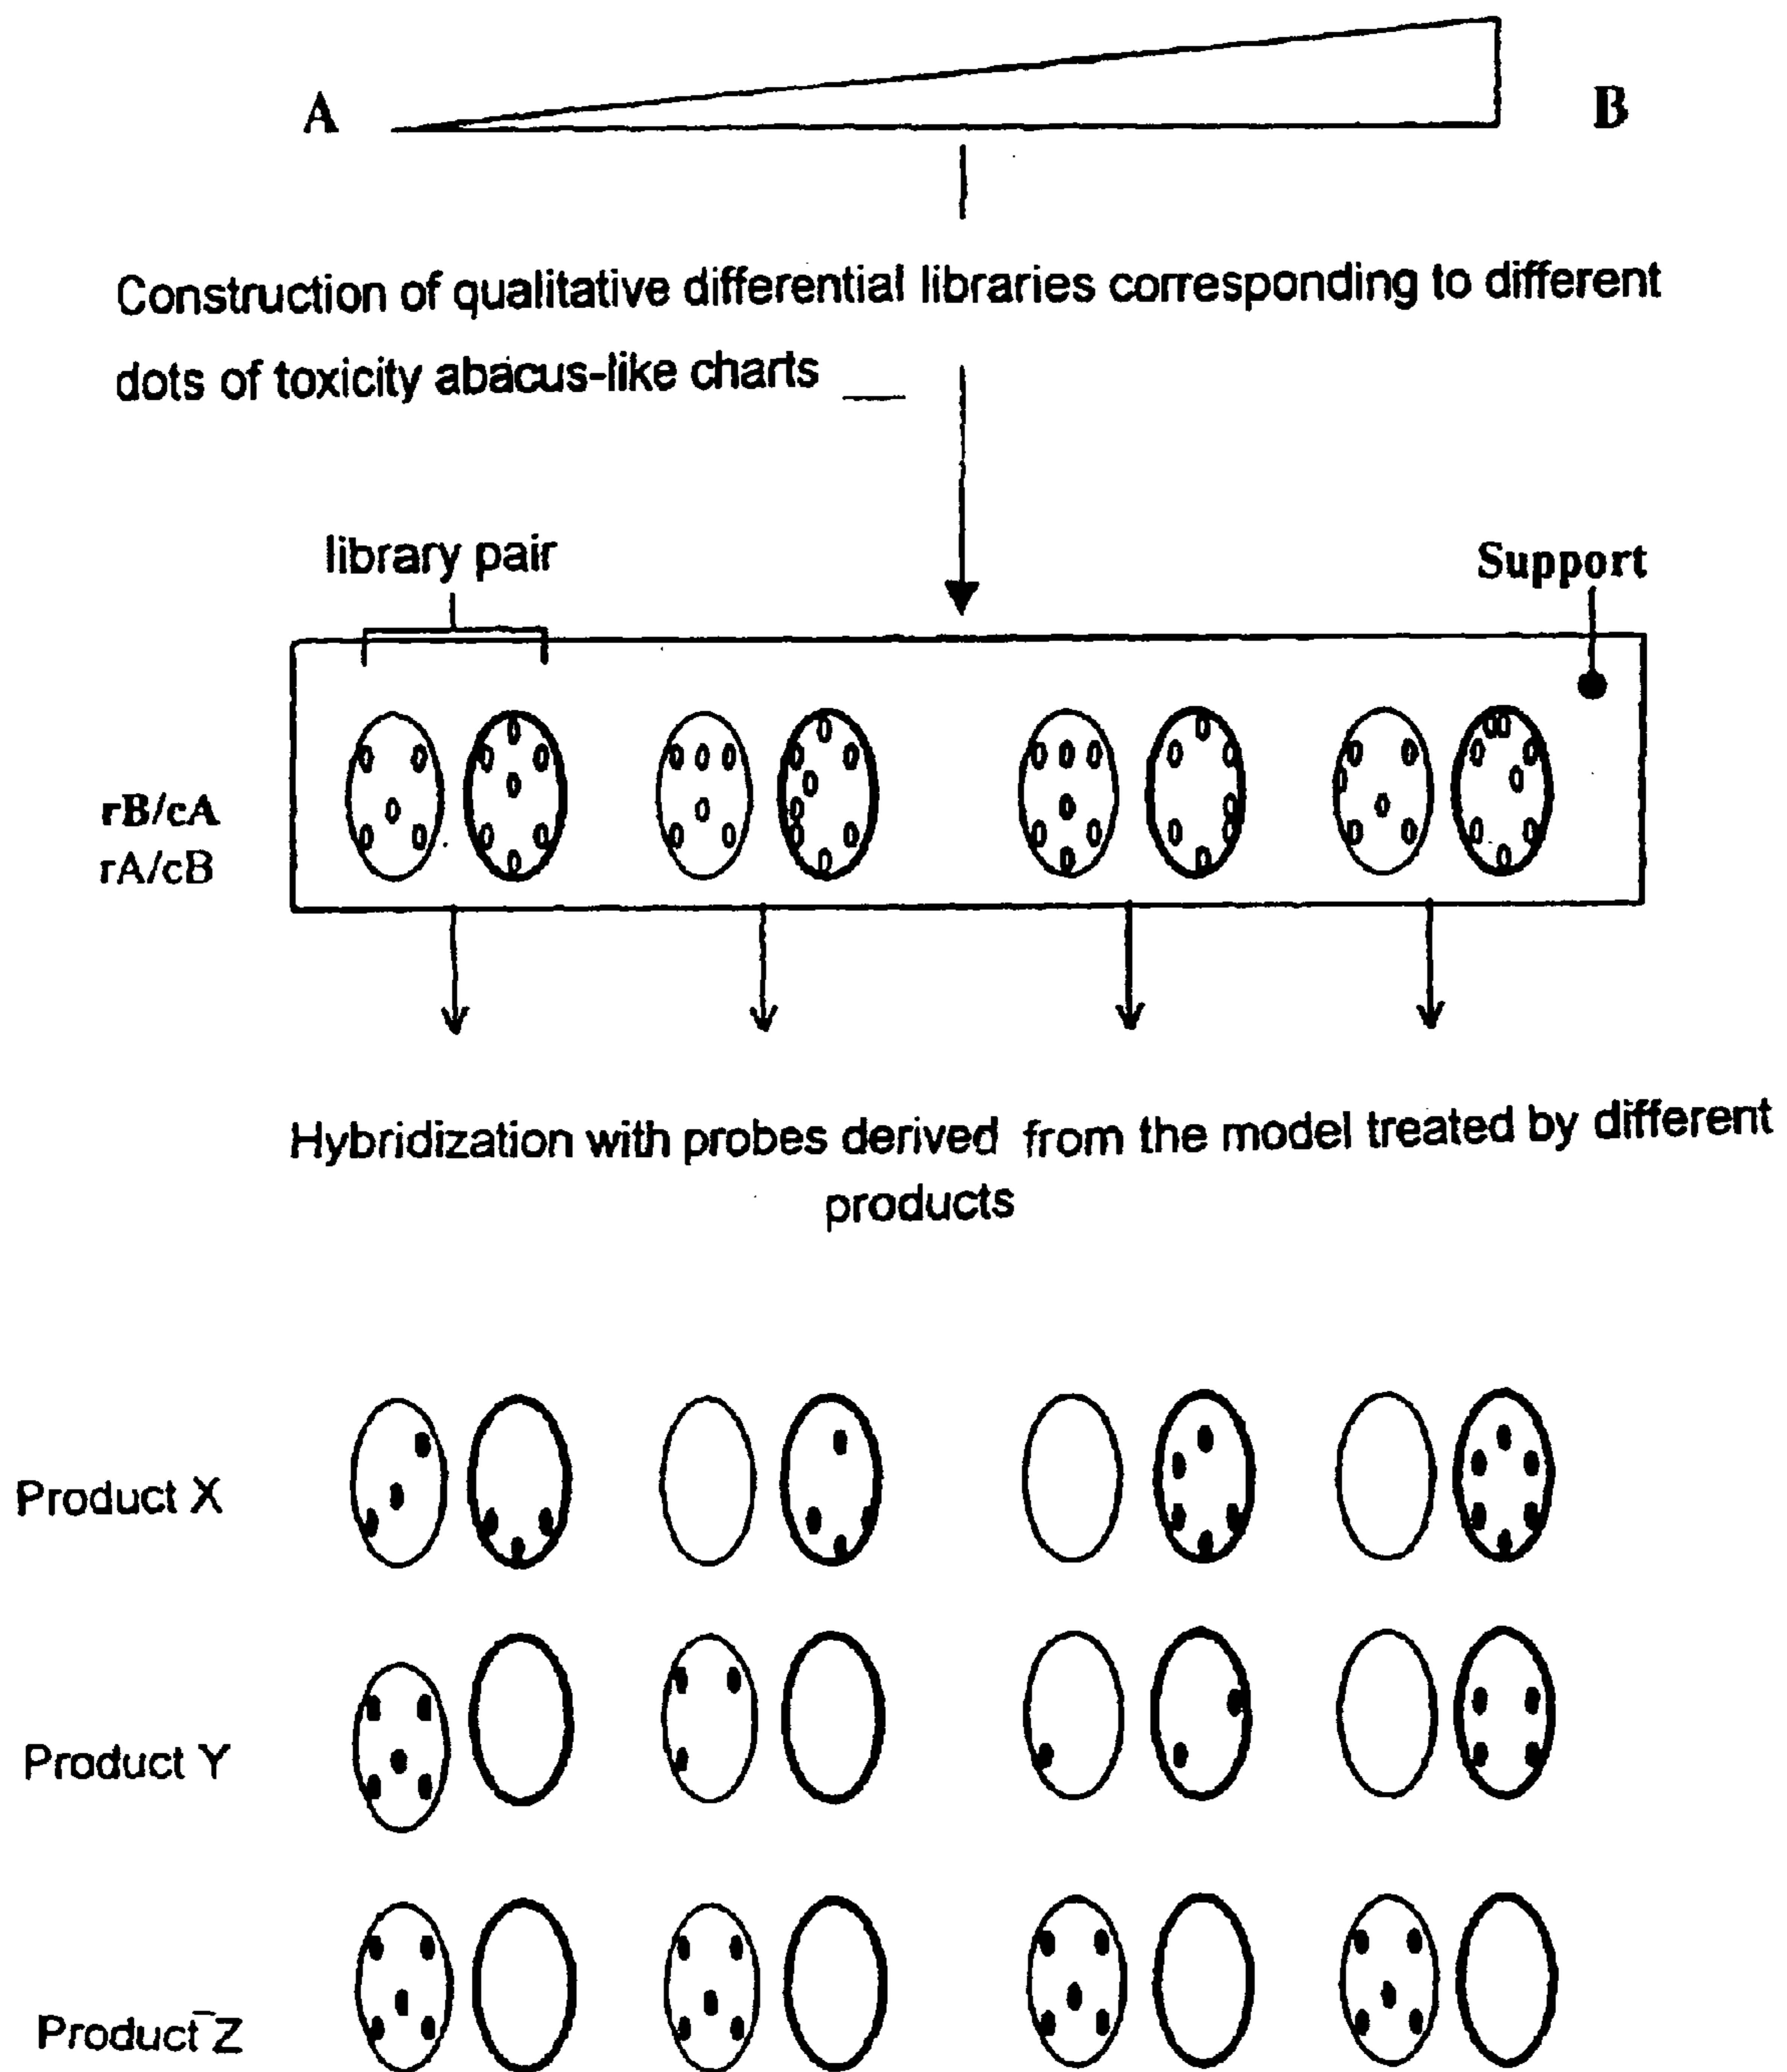 A B
Construction of qualitative differential libraries corresponding to different
dots of toxicity abacus-like charts
library pair
Support
rB/cA
rA/cB
Hybridization with probes derived from the model treated by different
products
Product X
Product Y
Product Z